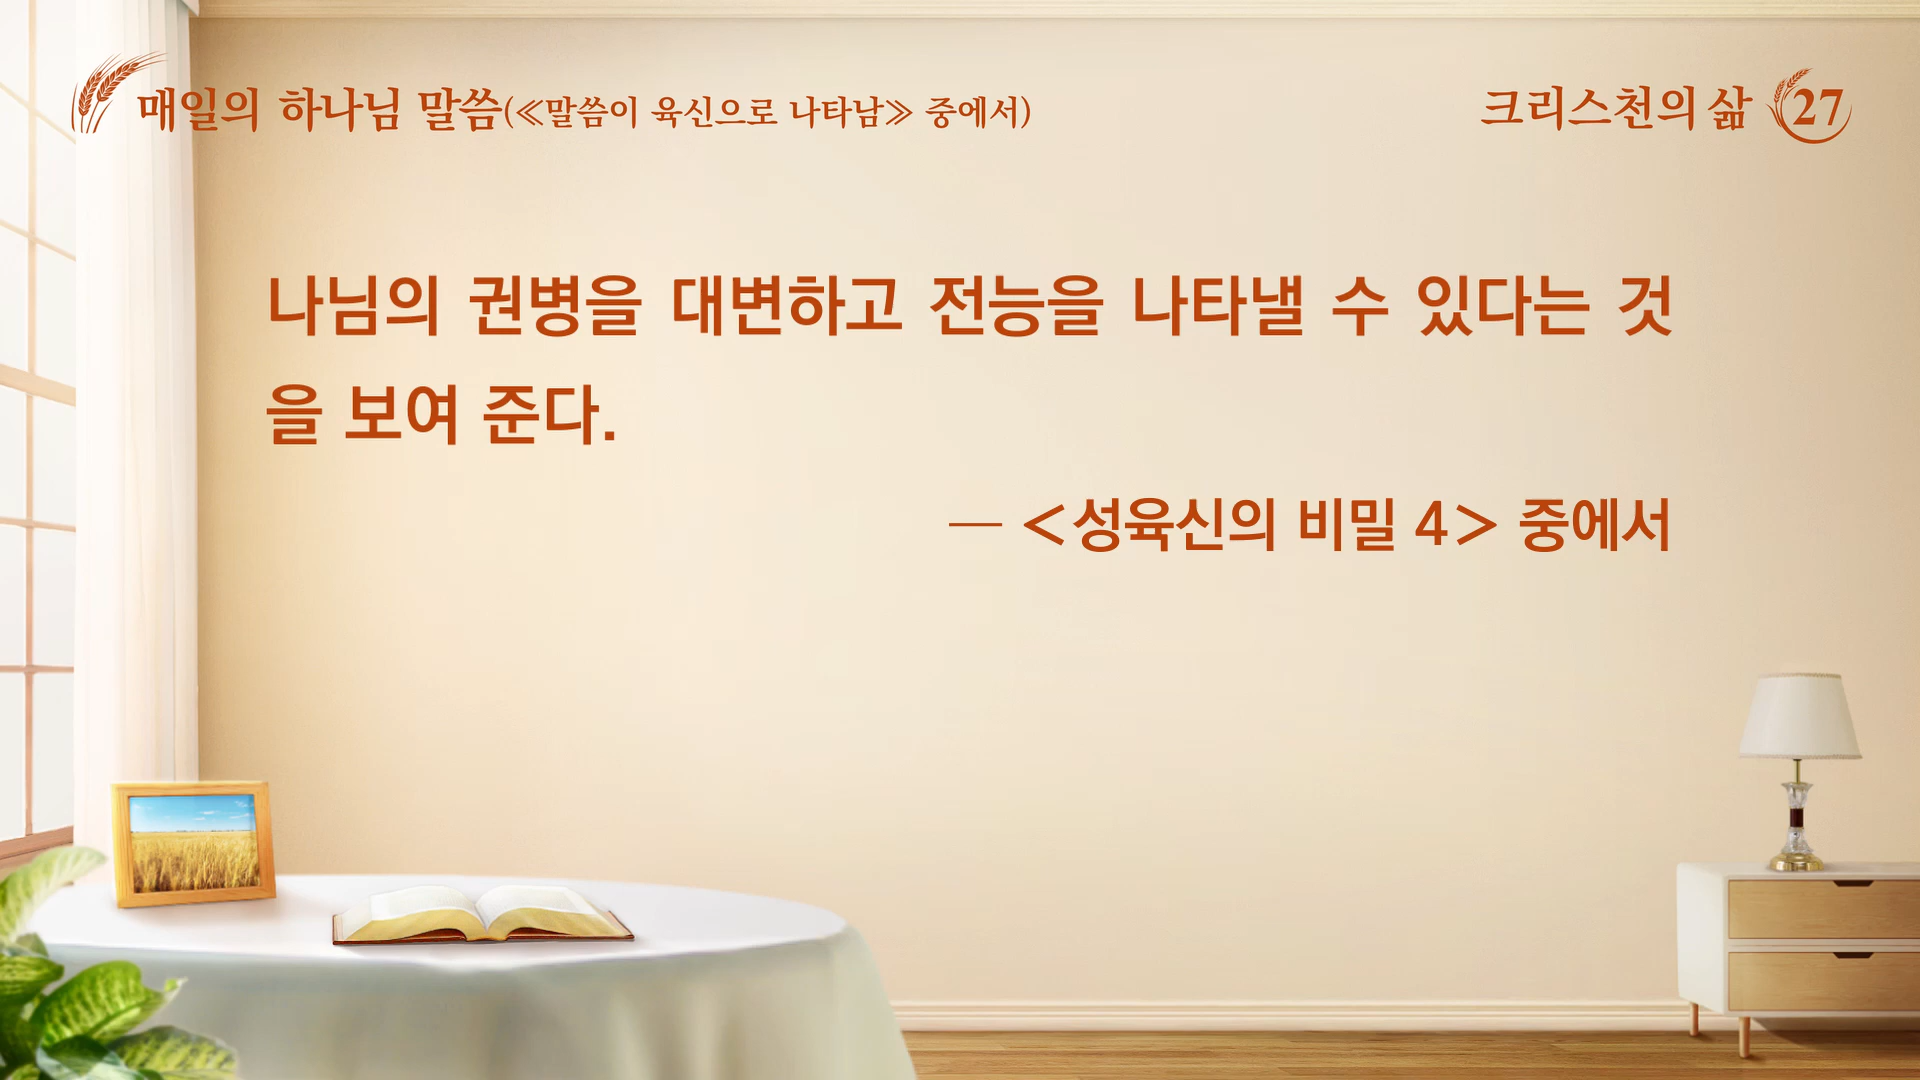 매일의 하나님 말씀(≪말씀이 육신으로 나타남≫ 중에서)
크리스천의 삶 27
나님의 권병을 대변하고 전능을 나타낼 수 있다는 것
을 보여 준다.
— <성육신의 비밀 4> 중에서